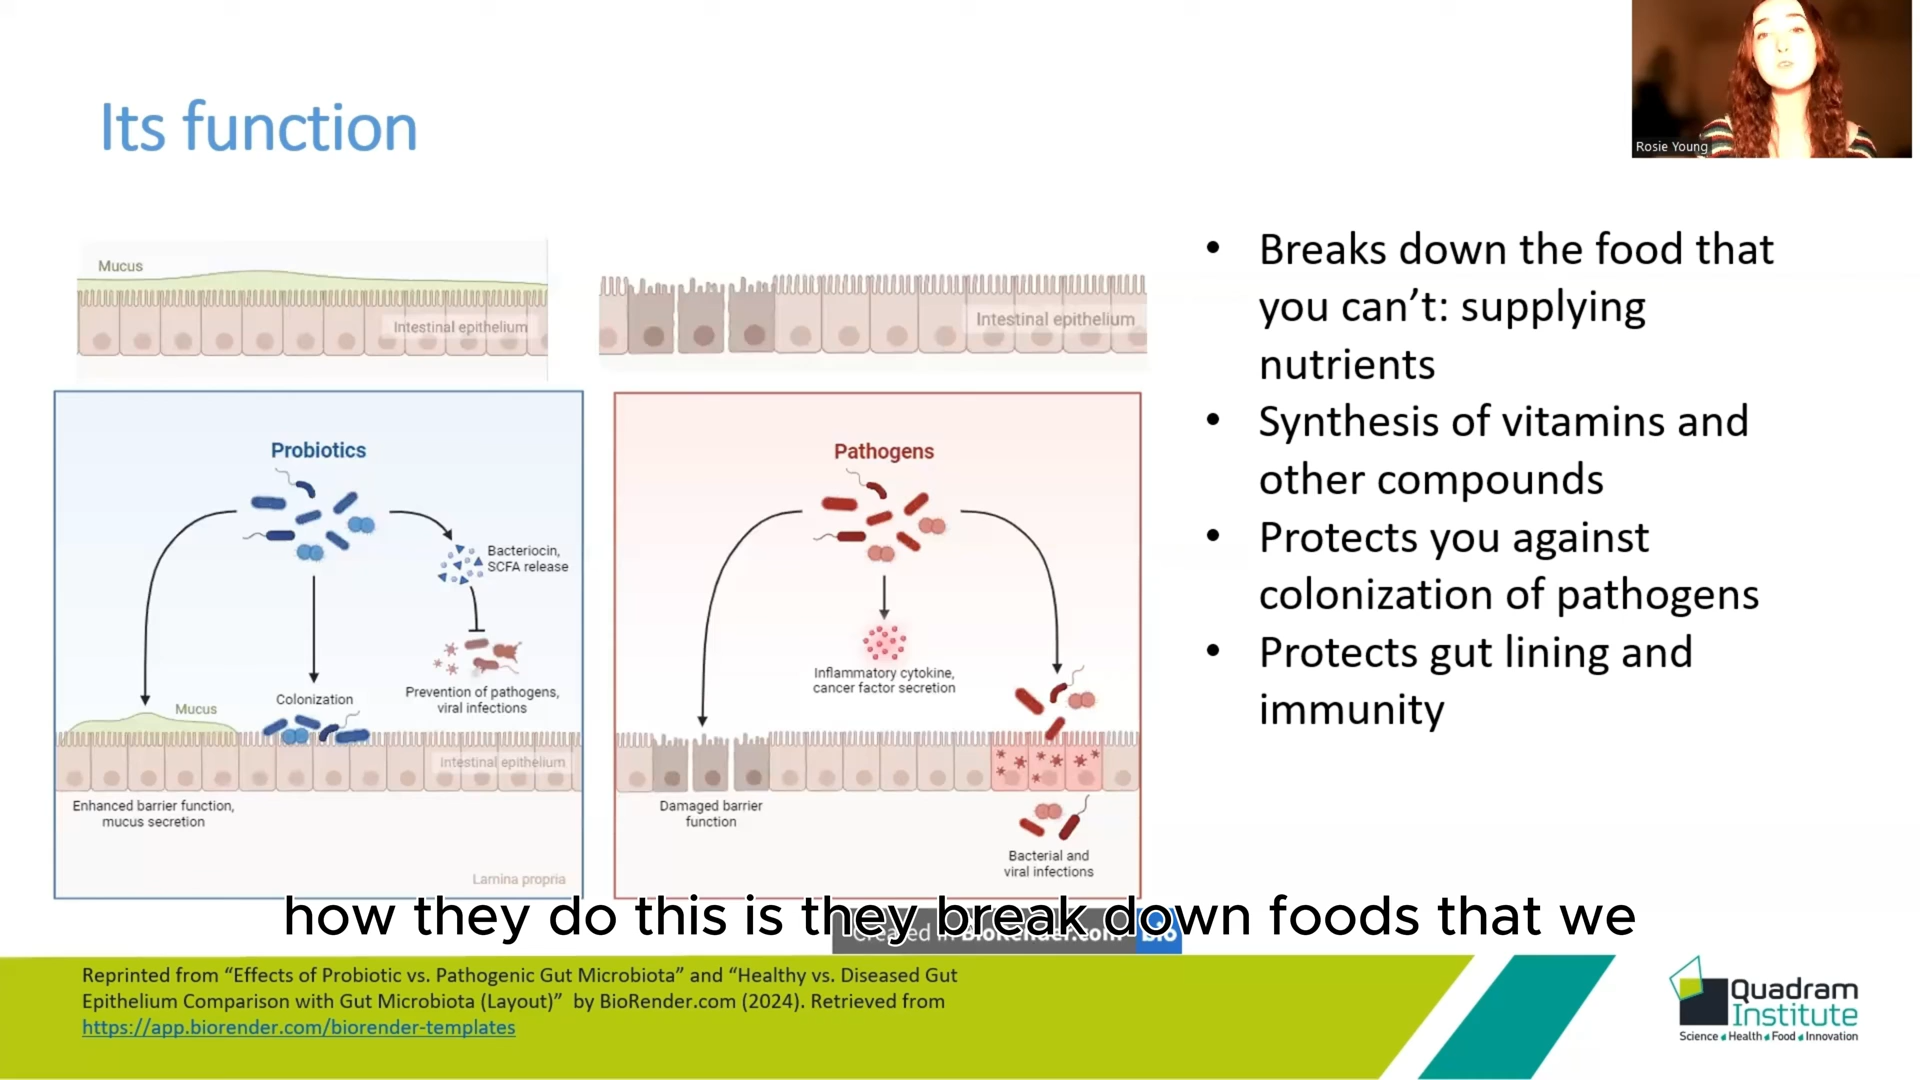 Rosie Young
Its function
Mucus
Intestinal epithelium
Intestinal epithelium
Probiotics
Bacteriocin,
SCFA release
Colonization
Prevention of pathogens,
viral infections
Mucus
Intestinal epithelium
Enhanced barrier function,
mucus secretion
Lamina propria
Pathogens
Inflammatory cytokine,
cancer factor secretion
Damaged barrier
function
Bacterial and
viral infections
• Breaks down the food that
you can’t: supplying
nutrients
• Synthesis of vitamins and
other compounds
• Protects you against
colonization of pathogens
• Protects gut lining and
immunity
how they do this is they break down foods that we
Created in BioRender.com bio
Reprinted from “Effects of Probiotic vs. Pathogenic Gut Microbiota” and “Healthy vs. Diseased Gut
Epithelium Comparison with Gut Microbiota (Layout)” by BioRender.com (2024). Retrieved from
https://app.biorender.com/biorender-templates
Quadram
Institute
Science Health Food Innovation